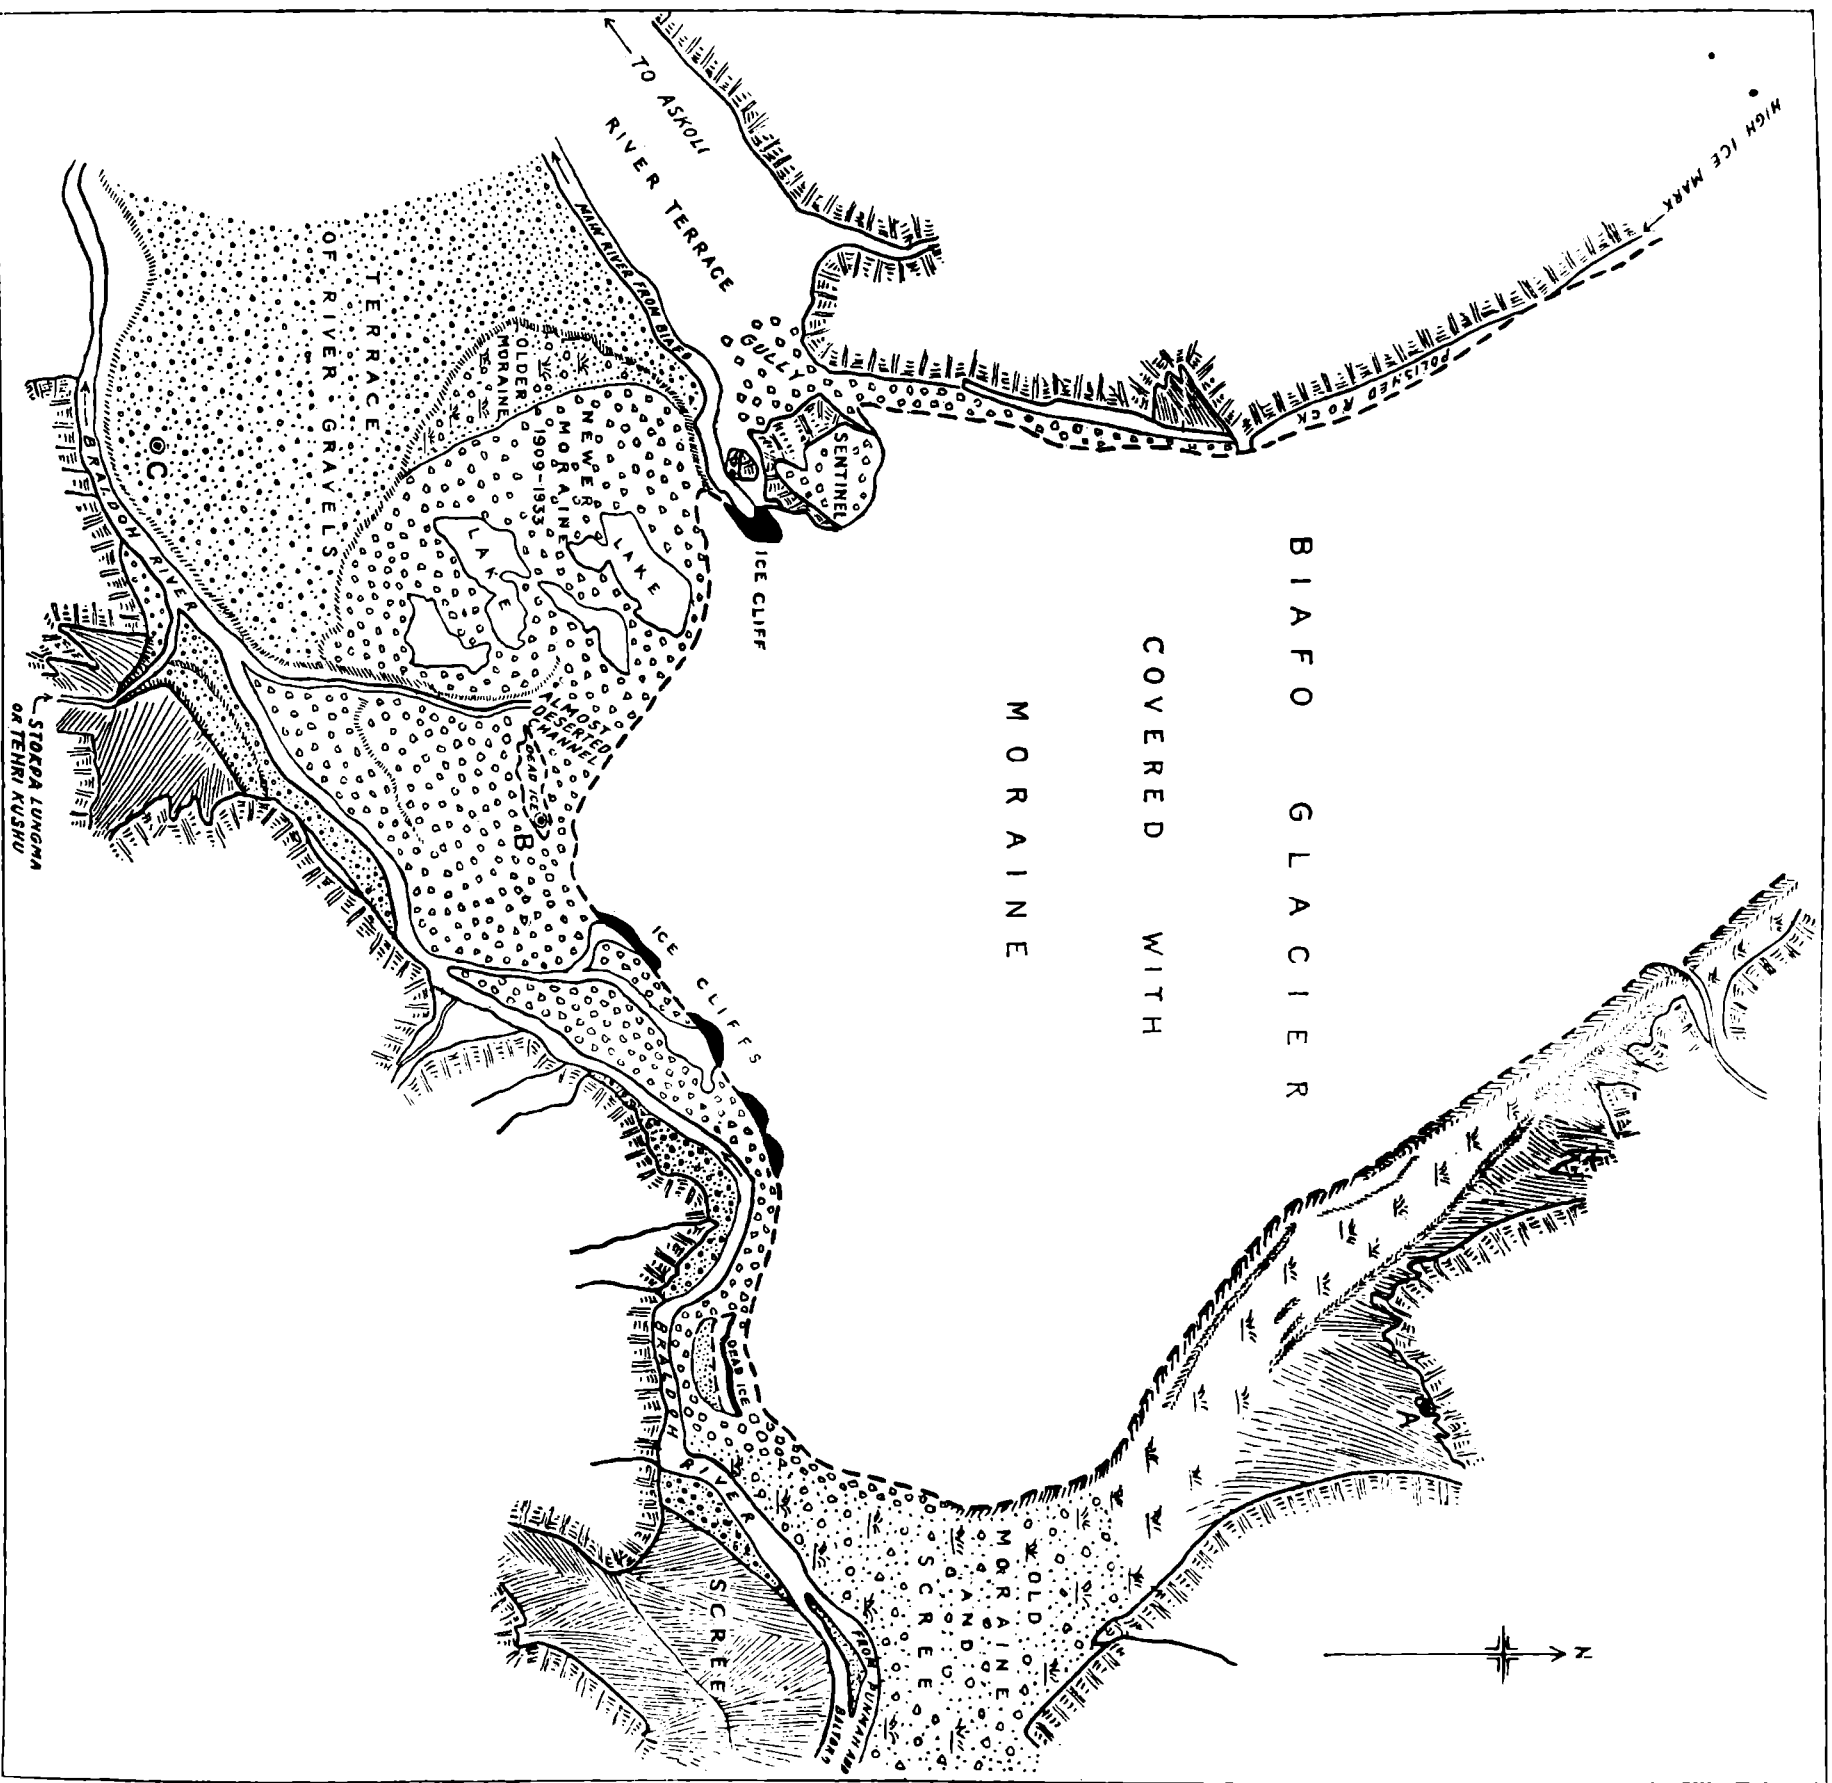 HIGH ICE MARK
POLISHED ROCK
TO ASKOLI
RIVER TERRACE
MAIN RIVER FROM BIAFO
GULLY
SENTINEL
ICE CLIFF
BIAFO GLACIER
COVERED WITH
MORAINE
TERRACE
OF RIVER GRAVELS
OLDER
MORAINE
NEWER
MORAINE
1909-1933
LAKE
LAKE
C
BRALDOH RIVER
STORPA LUNGMA
OR TEHRI KUSHU
ALMOST
DESERTED
CHANNEL
DEAD ICE
B
ICE CLIFFS
DEAD ICE
BRALDOH RIVER
FROM PUNMAH AND
BALTORO
SCREE
OLD
MORAINE
AND
SCREE
A
N